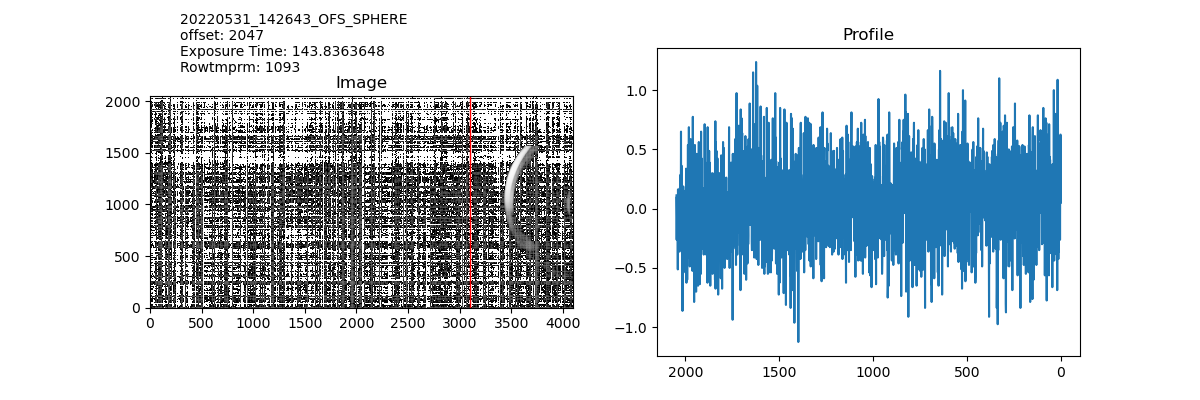 20220531_142643_OFS_SPHERE
offset: 2047
Exposure Time: 143.8363648
Rowtmprm: 1093
Image
2000
1500
1000
500
0
0 500 1000 1500 2000 2500 3000 3500 4000
Profile
1.0
0.5
0.0
−0.5
−1.0
2000 1500 1000 500 0